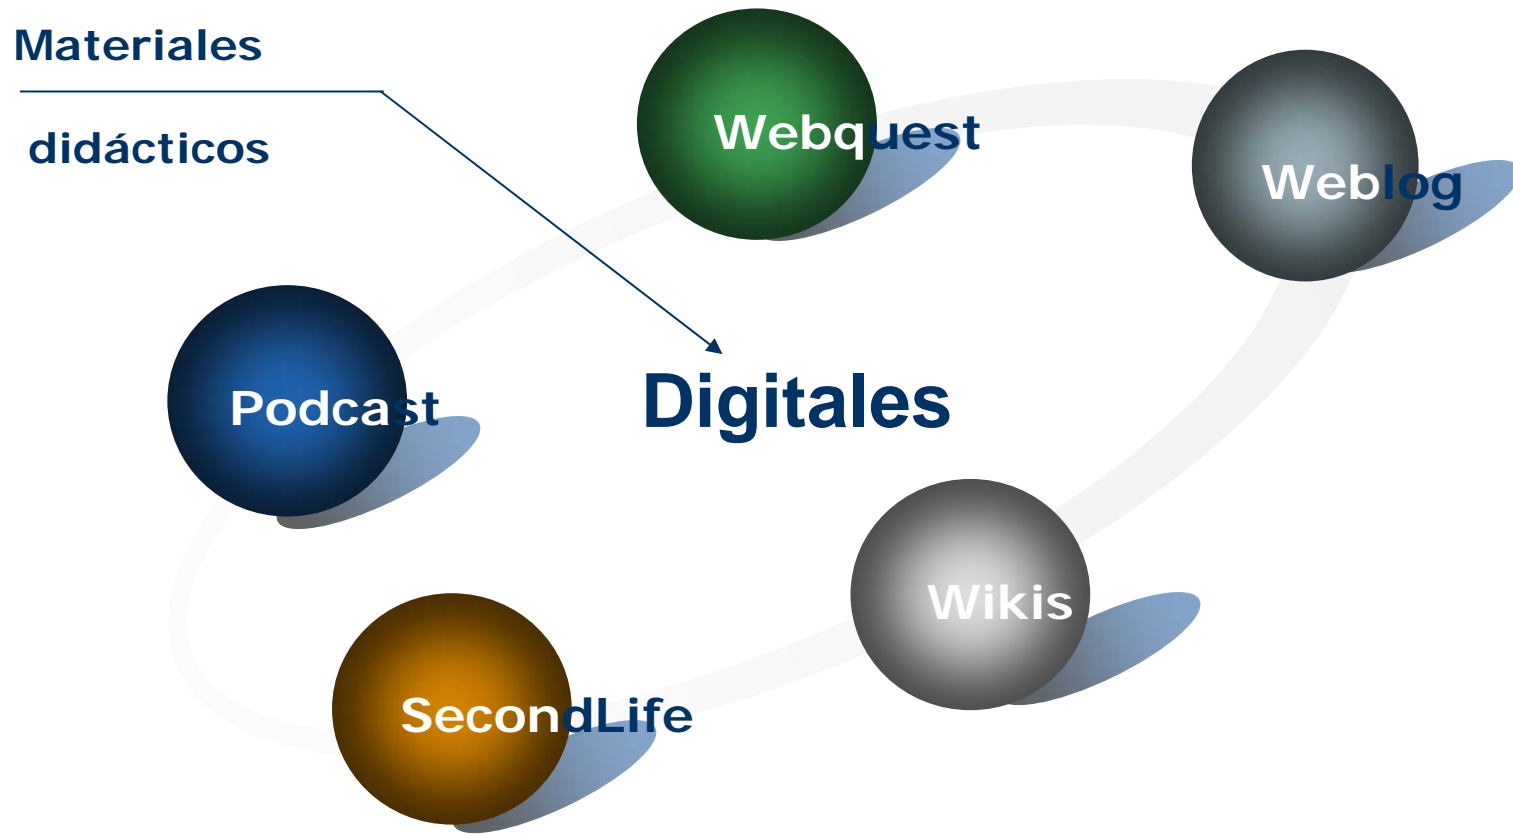 Materiales
didácticos
Webquest
Weblog
Podcast
Digitales
Wikis
SecondLife